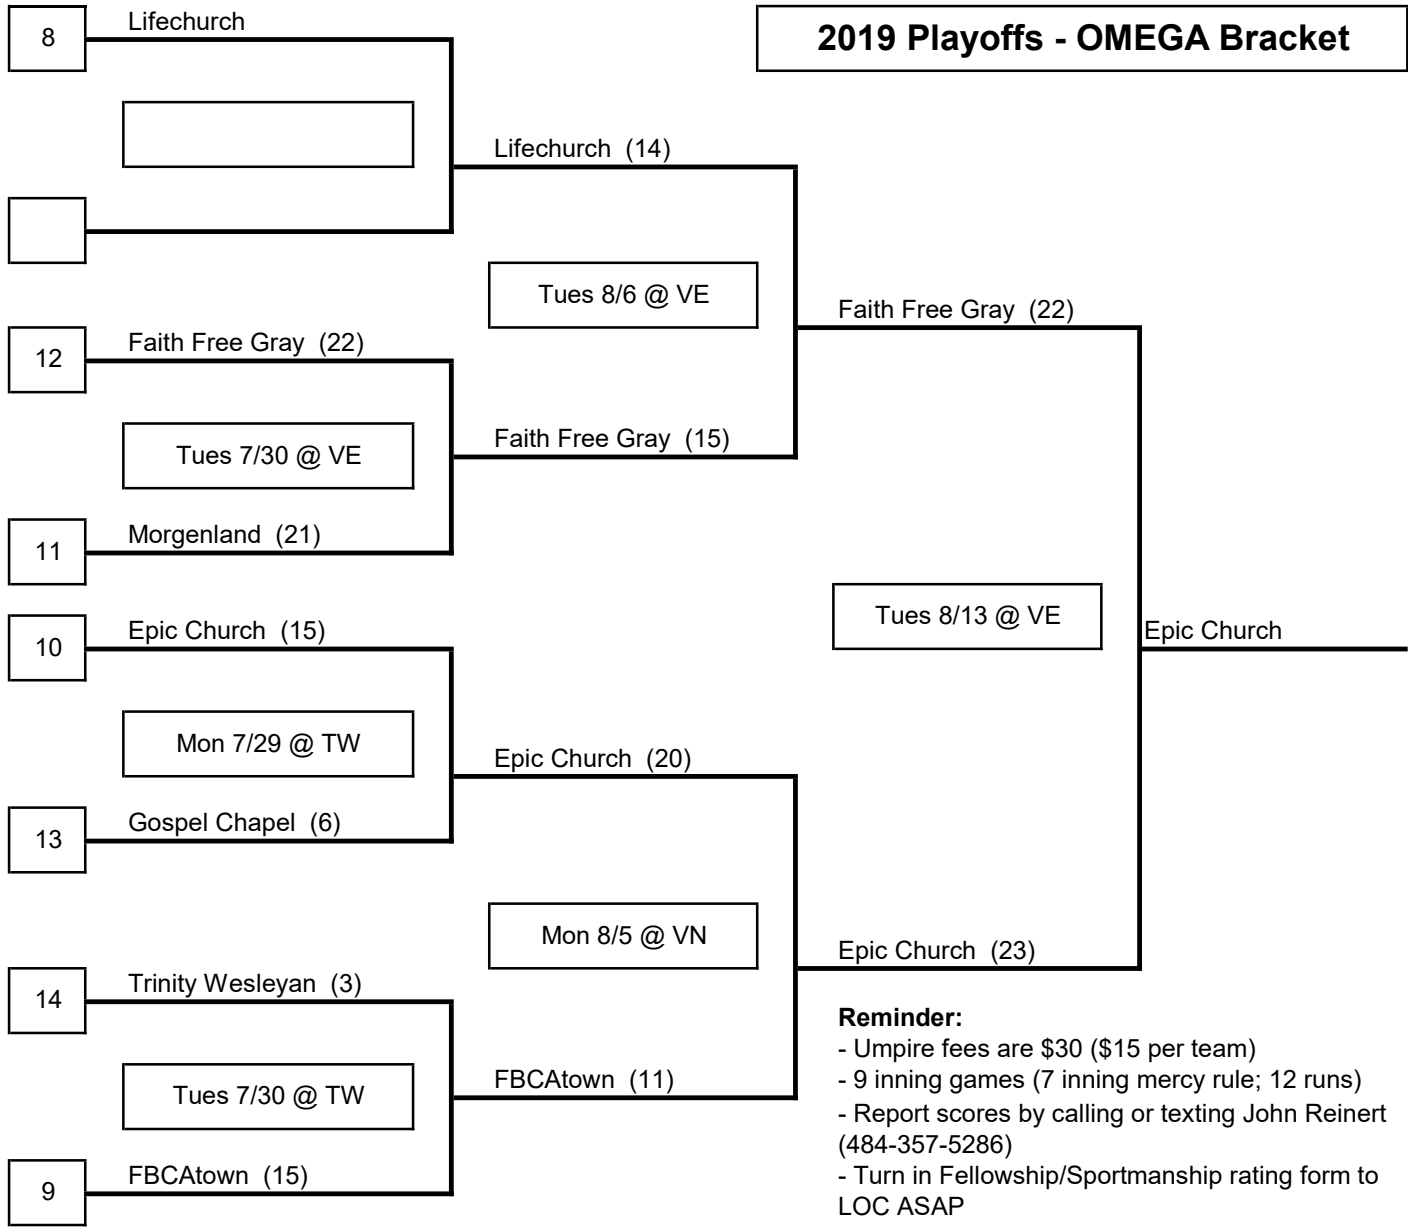 8
Lifechurch
2019 Playoffs - OMEGA Bracket
Lifechurch (14)
Tues 8/6 @ VE
Faith Free Gray (22)
12
Faith Free Gray (22)
Tues 7/30 @ VE
Faith Free Gray (15)
11
Morgenland (21)
Tues 8/13 @ VE
Epic Church
10
Epic Church (15)
Mon 7/29 @ TW
Epic Church (20)
13
Gospel Chapel (6)
Mon 8/5 @ VN
Epic Church (23)
14
Trinity Wesleyan (3)
Tues 7/30 @ TW
FBCAtown (11)
9
FBCAtown (15)
Reminder:
- Umpire fees are $30 ($15 per team)
- 9 inning games (7 inning mercy rule; 12 runs)
- Report scores by calling or texting John Reinert
(484-357-5286)
- Turn in Fellowship/Sportmanship rating form to
LOC ASAP